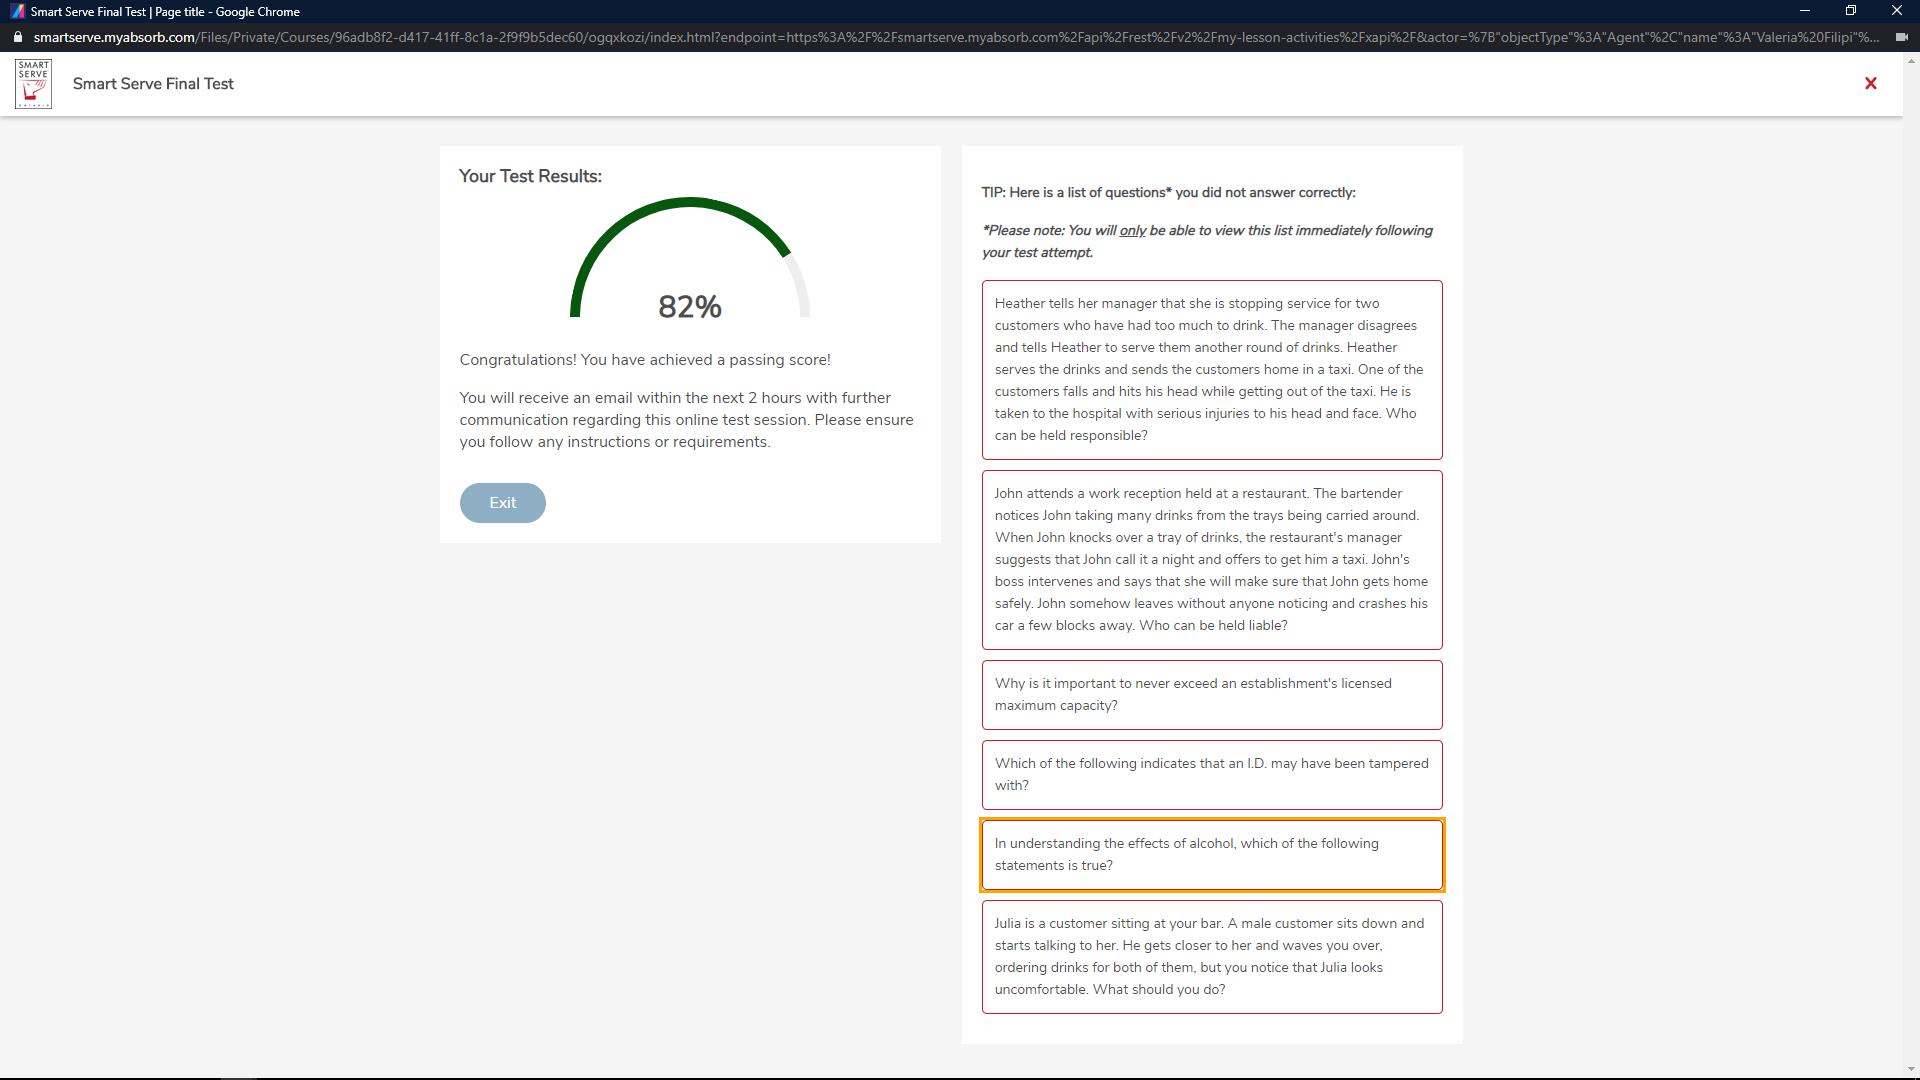 Smart Serve Final Test | Page title - Google Chrome
smartserve.myabsorb.com/Files/Private/Courses/96adb8f2-d417-41ff-8c1a-2f9f9b5dec60/ogqxkozi/index.html?endpoint=https%3A%2F%2Fsmartserve.myabsorb.com%2Fapi%2Frest%2Fv2%2Fmy-lesson-activities%2Fxapi%2F&actor=%7B"objectType"%3A"Agent"%2C"name"%3A"Valeria%20Filipi"%...
SMART
SERVE
ONTARIO
Smart Serve Final Test
Your Test Results:
82%
Congratulations! You have achieved a passing score!
You will receive an email within the next 2 hours with further
communication regarding this online test session. Please ensure
you follow any instructions or requirements.
Exit
TIP: Here is a list of questions* you did not answer correctly:
*Please note: You will only be able to view this list immediately following
your test attempt.
Heather tells her manager that she is stopping service for two
customers who have had too much to drink. The manager disagrees
and tells Heather to serve them another round of drinks. Heather
serves the drinks and sends the customers home in a taxi. One of the
customers falls and hits his head while getting out of the taxi. He is
taken to the hospital with serious injuries to his head and face. Who
can be held responsible?
John attends a work reception held at a restaurant. The bartender
notices John taking many drinks from the trays being carried around.
When John knocks over a tray of drinks, the restaurant's manager
suggests that John call it a night and offers to get him a taxi. John's
boss intervenes and says that she will make sure that John gets home
safely. John somehow leaves without anyone noticing and crashes his
car a few blocks away. Who can be held liable?
Why is it important to never exceed an establishment's licensed
maximum capacity?
Which of the following indicates that an I.D. may have been tampered
with?
In understanding the effects of alcohol, which of the following
statements is true?
Julia is a customer sitting at your bar. A male customer sits down and
starts talking to her. He gets closer to her and waves you over,
ordering drinks for both of them, but you notice that Julia looks
uncomfortable. What should you do?